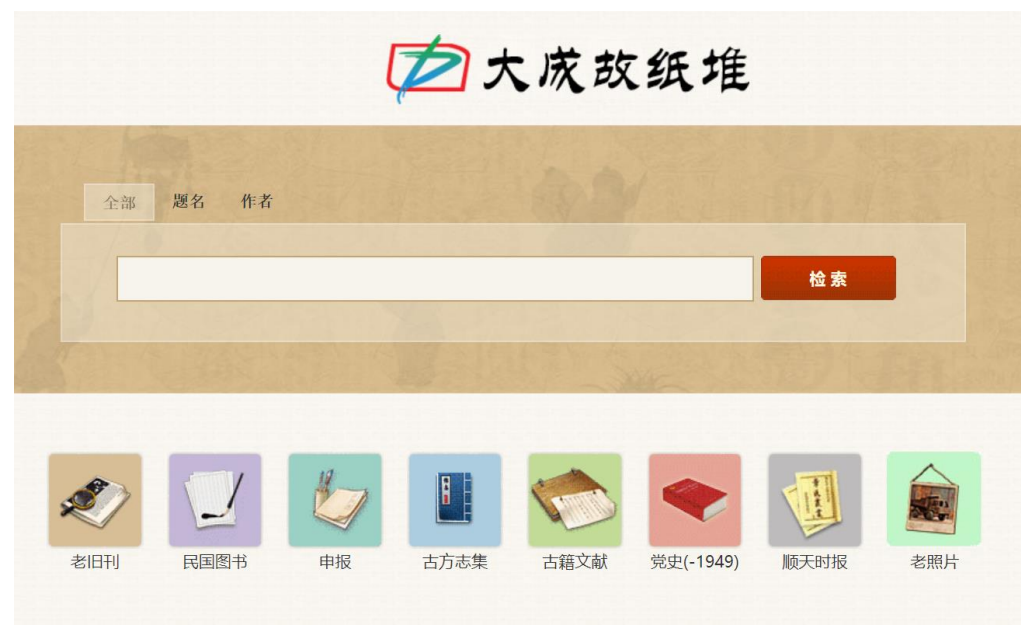 大成故纸堆
全部 题名 作者
检索
老旧刊 民国图书 申报 古方志集 古籍文献 党史(-1949) 顺天时报 老照片